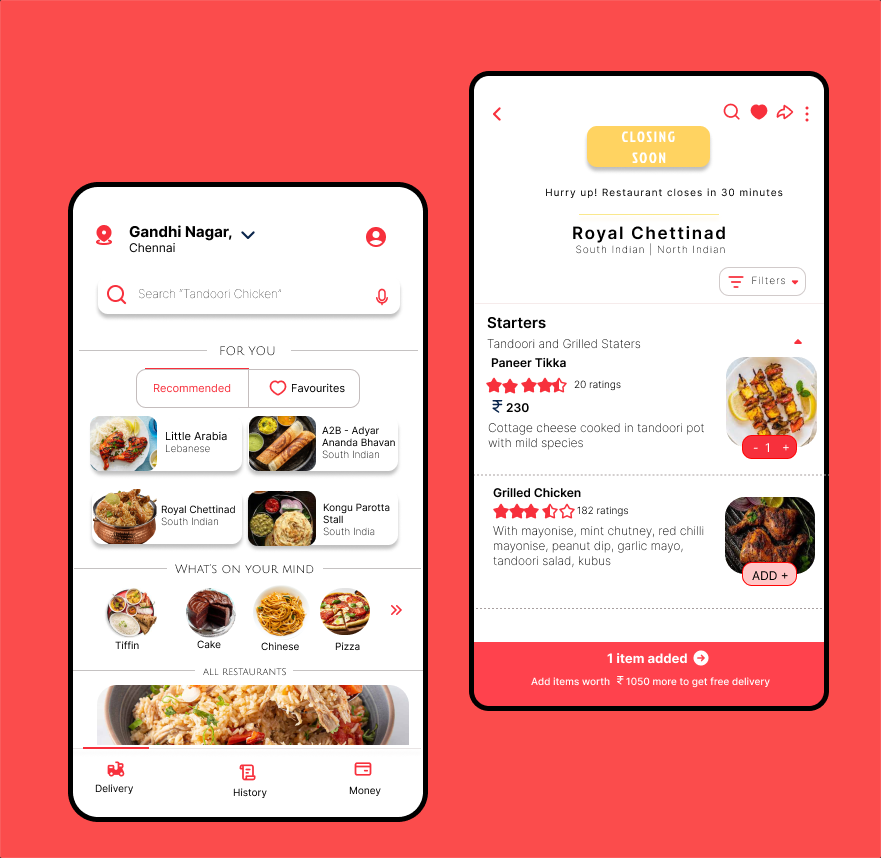 Gandhi Nagar,
Chennai
Search "Tandoori Chicken"
FOR YOU
Recommended
Favourites
Little Arabia
Lebanese
A2B - Adyar
Ananda Bhavan
South Indian
Royal Chettinad
South Indian
Kongu Parotta
Stall
South India
WHAT'S ON YOUR MIND
Tiffin
Cake
Chinese
Pizza
ALL RESTAURANTS
Delivery
History
Money
CLOSING
SOON
Hurry up! Restaurant closes in 30 minutes
Royal Chettinad
South Indian | North Indian
Filters
Starters
Tandoori and Grilled Staters
Paneer Tikka
20 ratings
₹ 230
Cottage cheese cooked in tandoori pot
with mild species
- 1 +
Grilled Chicken
182 ratings
With mayonise, mint chutney, red chilli
mayonise, peanut dip, garlic mayo,
tandoori salad, kubus
ADD +
1 item added
Add items worth ₹ 1050 more to get free delivery